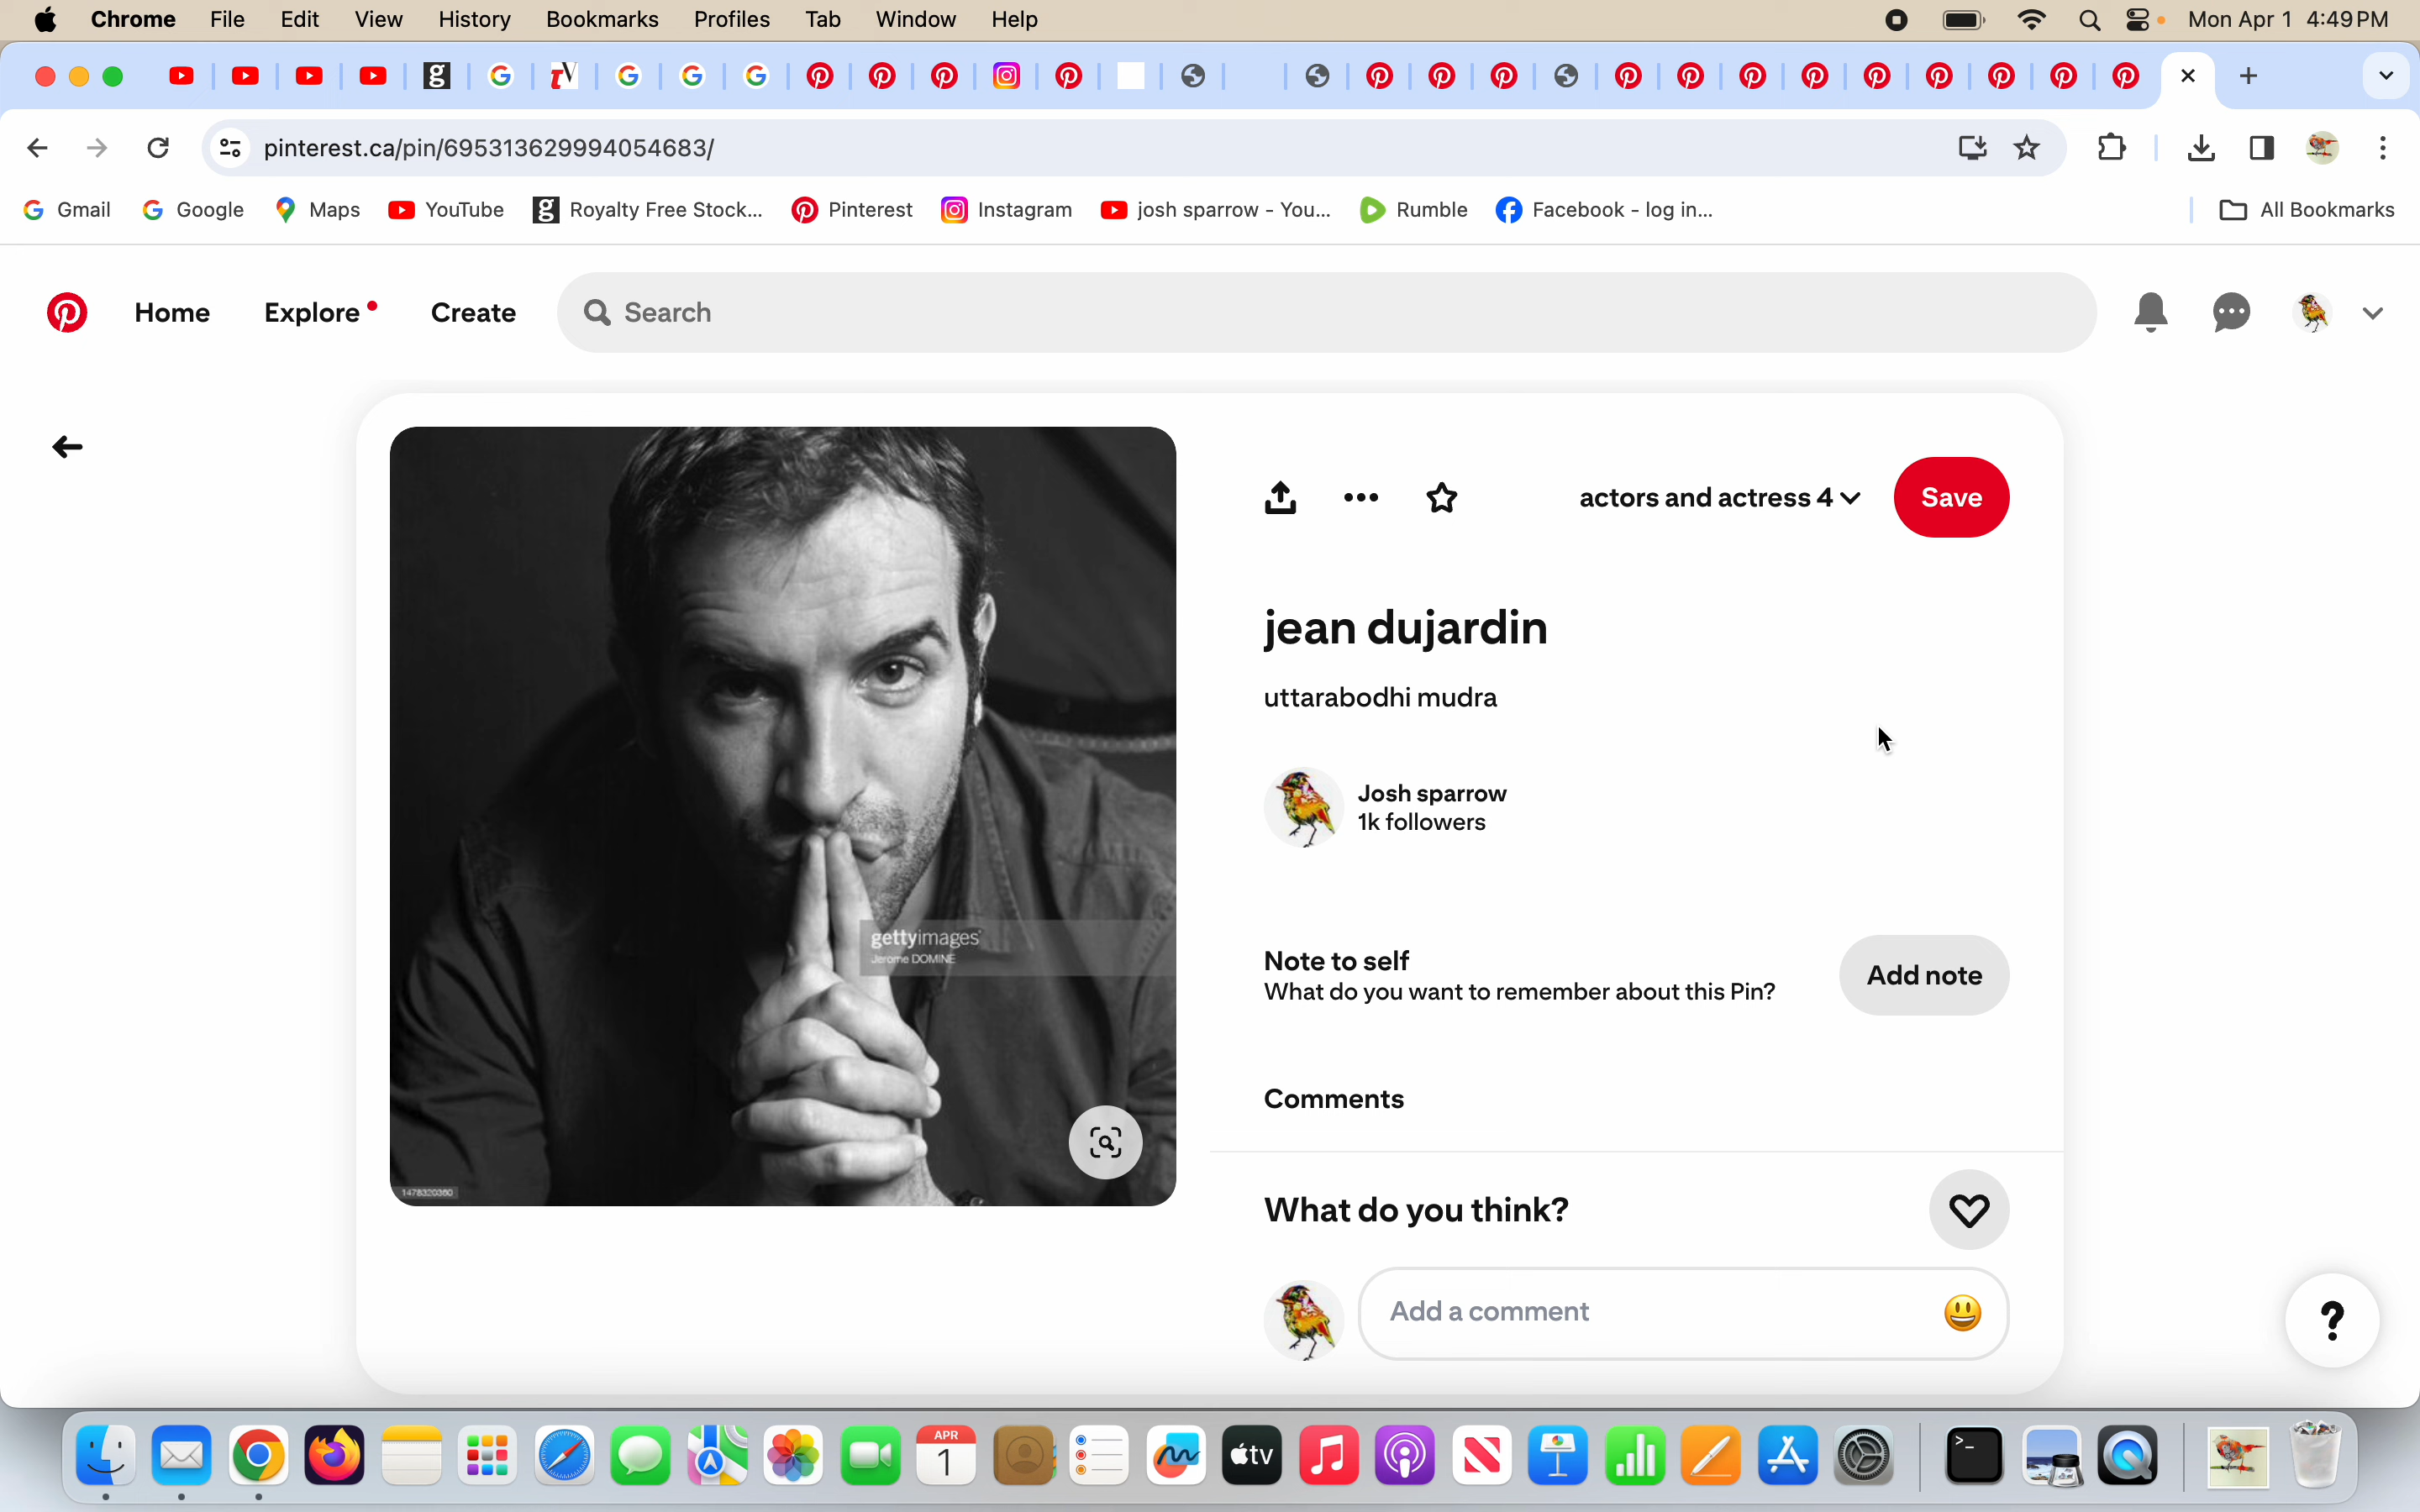 Chrome File Edit View History Bookmarks Profiles Tab Window Help Mon Apr 1 4:49 PM
pinterest.ca/pin/695313629994054683/
Gmail Google Maps YouTube Royalty Free Stock... Pinterest Instagram josh sparrow - You... Rumble Facebook - log in... All Bookmarks
Home Explore Create Search
actors and actress 4 Save
jean dujardin
uttarabodhi mudra
Josh sparrow
1k followers
gettyimages
Jerome DOMINE
Note to self
What do you want to remember about this Pin?
Add note
Comments
1478320360
What do you think?
Add a comment
?
APR
1
tv